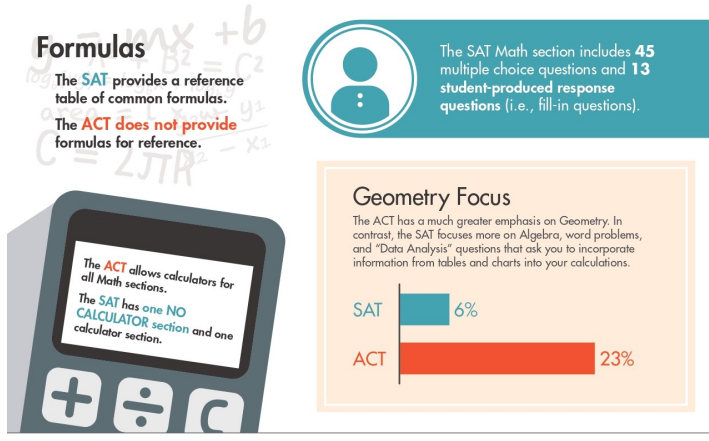 Formulas
The SAT provides a reference
table of common formulas.
The ACT does not provide
formulas for reference.
The SAT Math section includes 45
multiple choice questions and 13
student-produced response
questions (i.e., fill-in questions).
The ACT allows calculators for
all Math sections.
The SAT has one NO
CALCULATOR section and one
calculator section.
Geometry Focus
The ACT has a much greater emphasis on Geometry. In
contrast, the SAT focuses more on Algebra, word problems,
and “Data Analysis” questions that ask you to incorporate
information from tables and charts into your calculations.
SAT 6%
ACT 23%
+ ÷ C